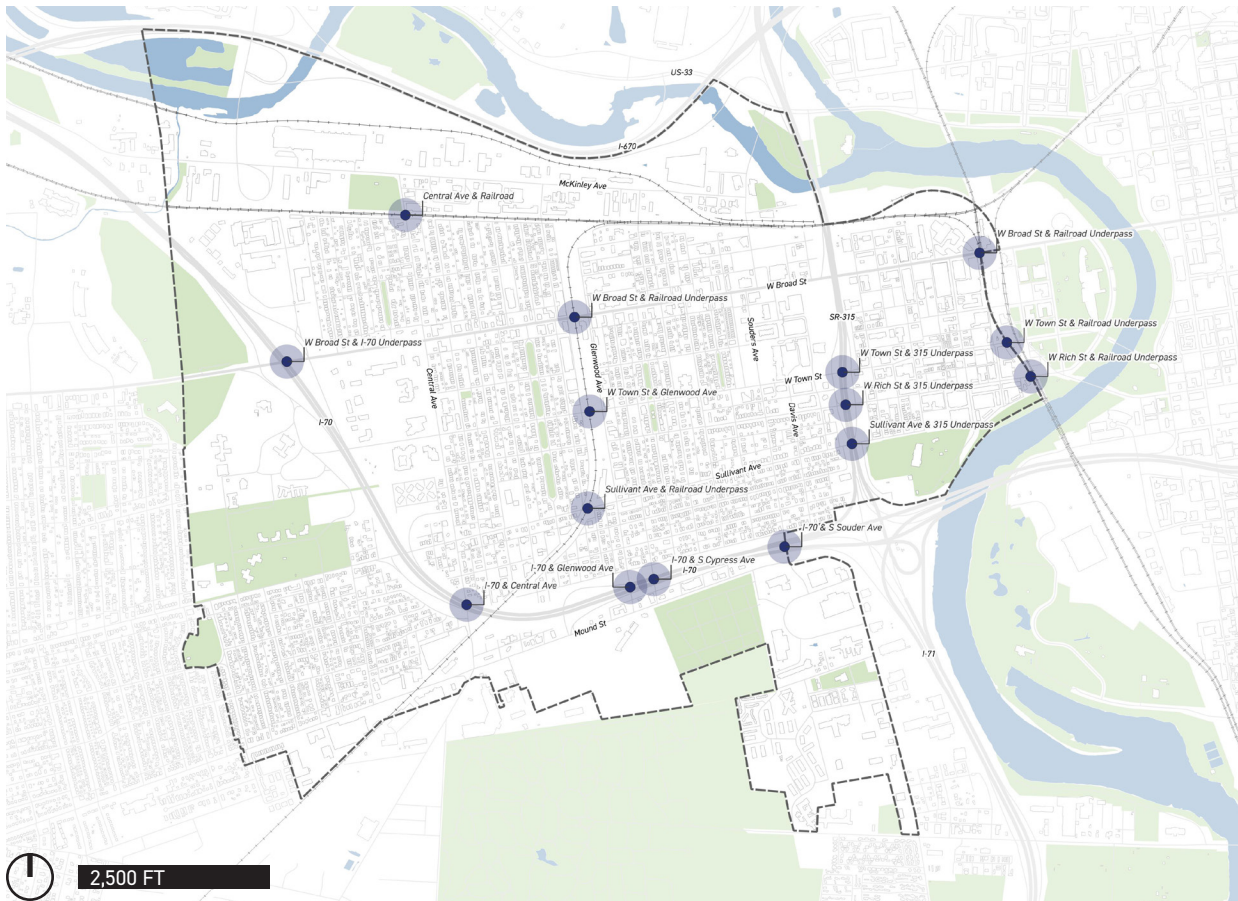 US-33
I-670
McKinley Ave
Central Ave & Railroad
W Broad St & Railroad Underpass
W Broad St
W Broad St & Railroad Underpass
SR-315
Souders Ave
W Town St & Railroad Underpass
W Broad St & I-70 Underpass
Glenwood Ave
W Town St & 315 Underpass
W Rich St & Railroad Underpass
W Town St
Central Ave
W Town St & Glenwood Ave
W Rich St & 315 Underpass
Davis Ave
I-70
Sullivant Ave & 315 Underpass
Sullivant Ave
Sullivant Ave & Railroad Underpass
I-70 & S Souder Ave
I-70 & S Cypress Ave
I-70 & Glenwood Ave
I-70
I-70 & Central Ave
Mound St
I-71
2,500 FT